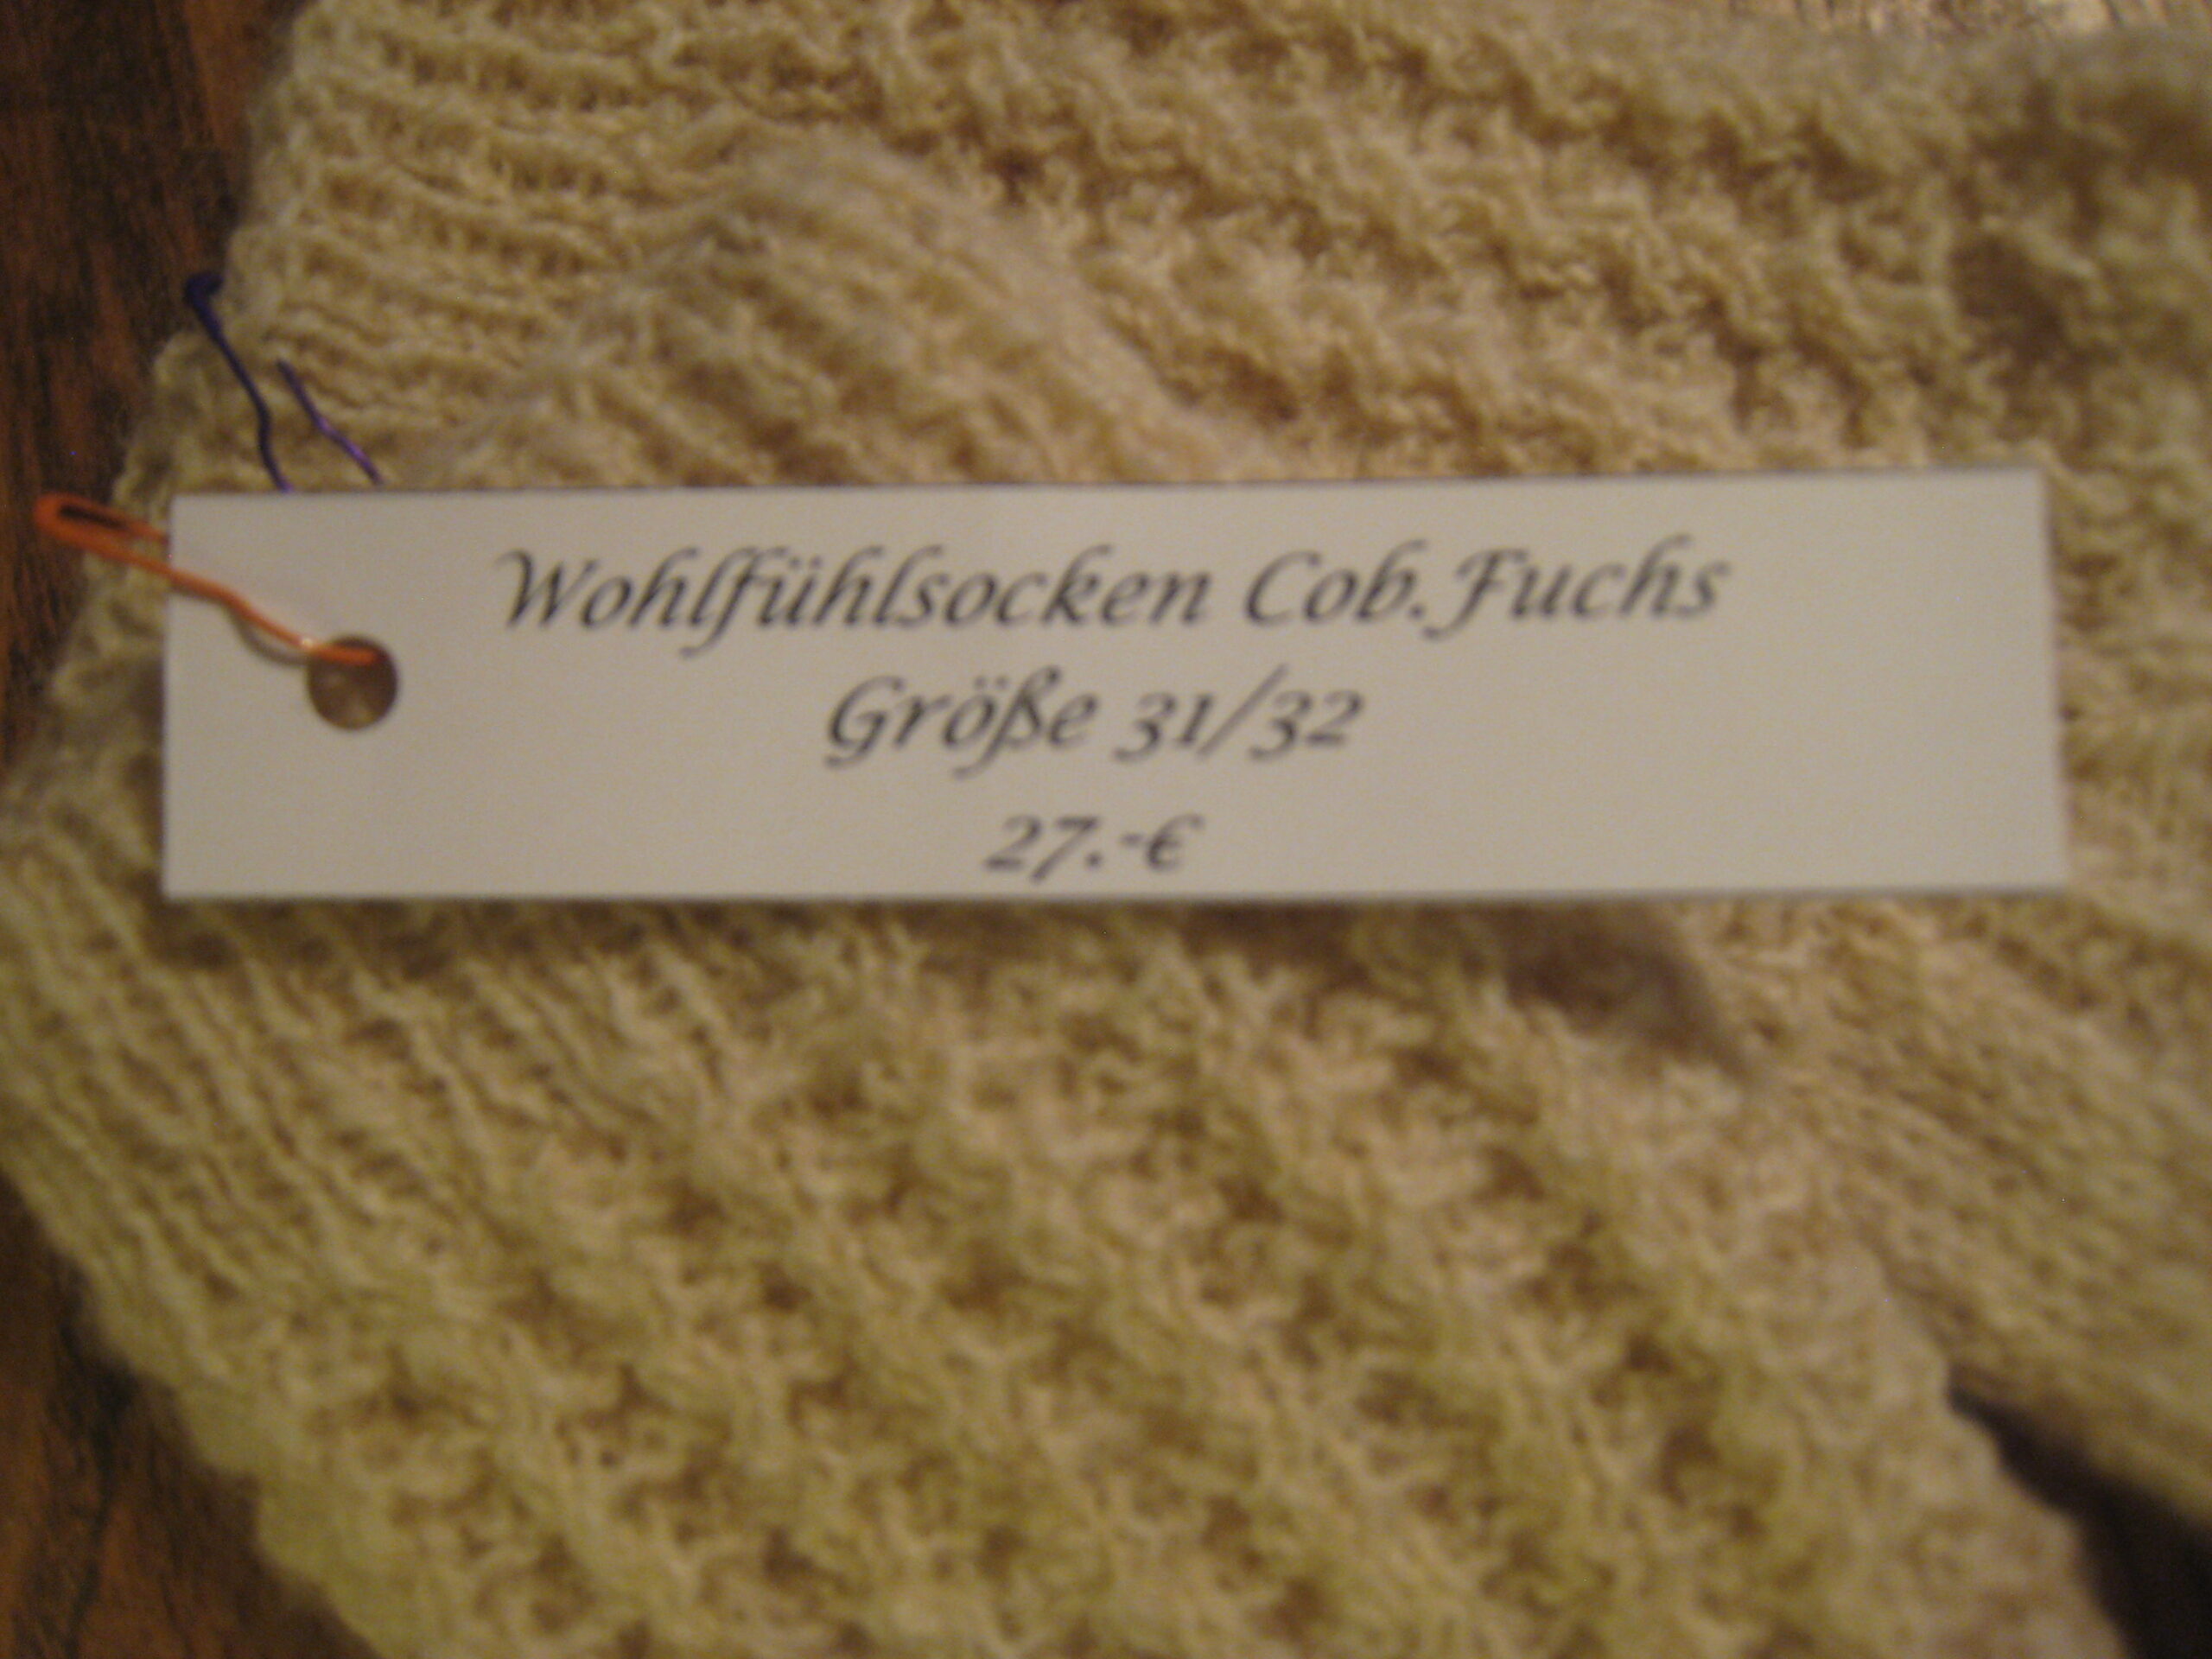 Wohlfühlsocken Cob.Fuchs
Größe 31/32
27.-€